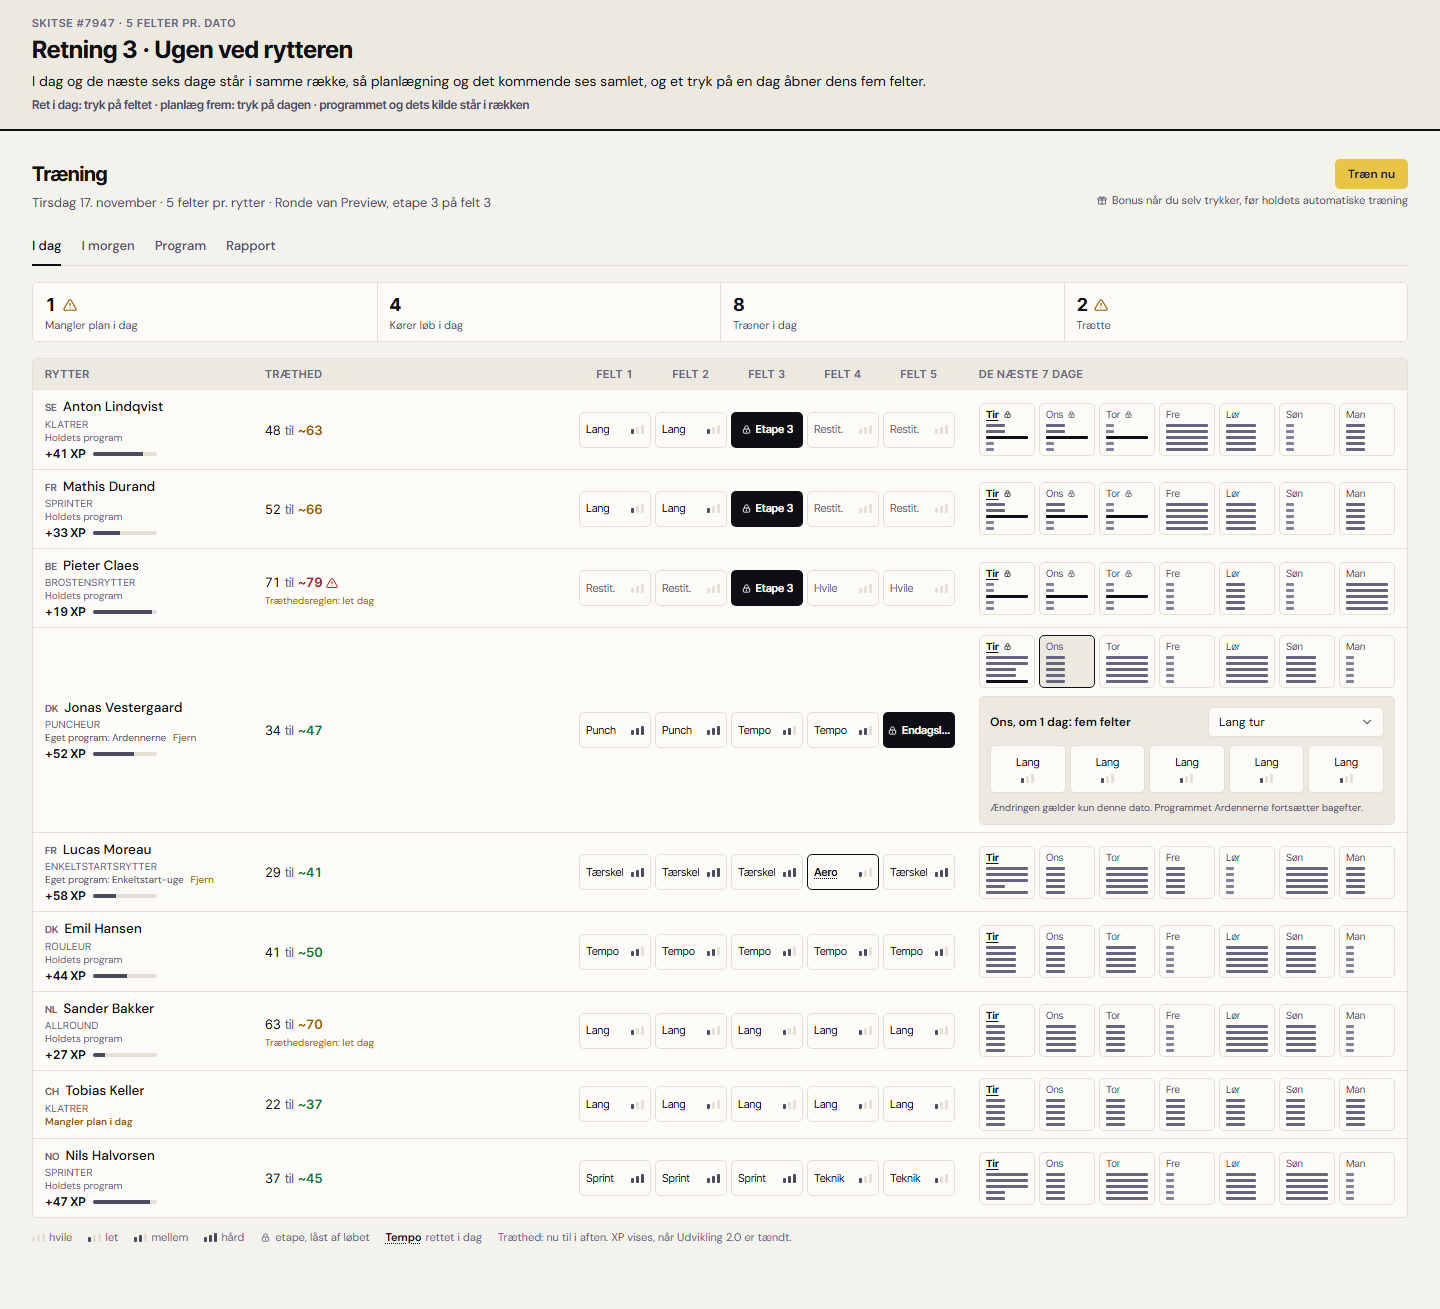 SKITSE #7947 · 5 FELTER PR. DATO
Retning 3 · Ugen ved rytteren
I dag og de næste seks dage står i samme række, så planlægning og det kommende ses samlet, og et tryk på en dag åbner dens fem felter.
Ret i dag: tryk på feltet · planlæg frem: tryk på dagen · programmet og dets kilde står i rækken
Træning
Træn nu
Tirsdag 17. november · 5 felter pr. rytter · Ronde van Preview, etape 3 på felt 3
Bonus når du selv trykker, før holdets automatiske træning
I dag I morgen Program Rapport
1 4 8 2
Mangler plan i dag Kører løb i dag Træner i dag Trætte
RYTTER TRÆTHED FELT 1 FELT 2 FELT 3 FELT 4 FELT 5 DE NÆSTE 7 DAGE
SE Anton Lindqvist
KLATRER
Holdets program
+41 XP
48 til ~63
Lang Lang Etape 3 Restit. Restit.
Tir Ons Tor Fre Lør Søn Man
FR Mathis Durand
SPRINTER
Holdets program
+33 XP
52 til ~66
Lang Lang Etape 3 Restit. Restit.
Tir Ons Tor Fre Lør Søn Man
BE Pieter Claes
BROSTENSRYTTER
Holdets program
+19 XP
71 til ~79
Træthedsreglen: let dag
Restit. Restit. Etape 3 Hvile Hvile
Tir Ons Tor Fre Lør Søn Man
DK Jonas Vestergaard
PUNCHEUR
Eget program: Ardennerne Fjern
+52 XP
34 til ~47
Punch Punch Tempo Tempo Endagsl...
Tir Ons Tor Fre Lør Søn Man
Ons, om 1 dag: fem felter Lang tur
Lang Lang Lang Lang Lang
Ændringen gælder kun denne dato. Programmet Ardennerne fortsætter bagefter.
FR Lucas Moreau
ENKELTSTARTSRYTTER
Eget program: Enkeltstart-uge Fjern
+58 XP
29 til ~41
Tærskel Tærskel Tærskel Aero Tærskel
Tir Ons Tor Fre Lør Søn Man
DK Emil Hansen
ROULEUR
Holdets program
+44 XP
41 til ~50
Tempo Tempo Tempo Tempo Tempo
Tir Ons Tor Fre Lør Søn Man
NL Sander Bakker
ALLROUND
Holdets program
+27 XP
63 til ~70
Træthedsreglen: let dag
Lang Lang Lang Lang Lang
Tir Ons Tor Fre Lør Søn Man
CH Tobias Keller
KLATRER
Mangler plan i dag
22 til ~37
Lang Lang Lang Lang Lang
Tir Ons Tor Fre Lør Søn Man
NO Nils Halvorsen
SPRINTER
Holdets program
+47 XP
37 til ~45
Sprint Sprint Sprint Teknik Teknik
Tir Ons Tor Fre Lør Søn Man
hvile let mellem hård etape, låst af løbet Tempo rettet i dag Træthed: nu til i aften. XP vises, når Udvikling 2.0 er tændt.